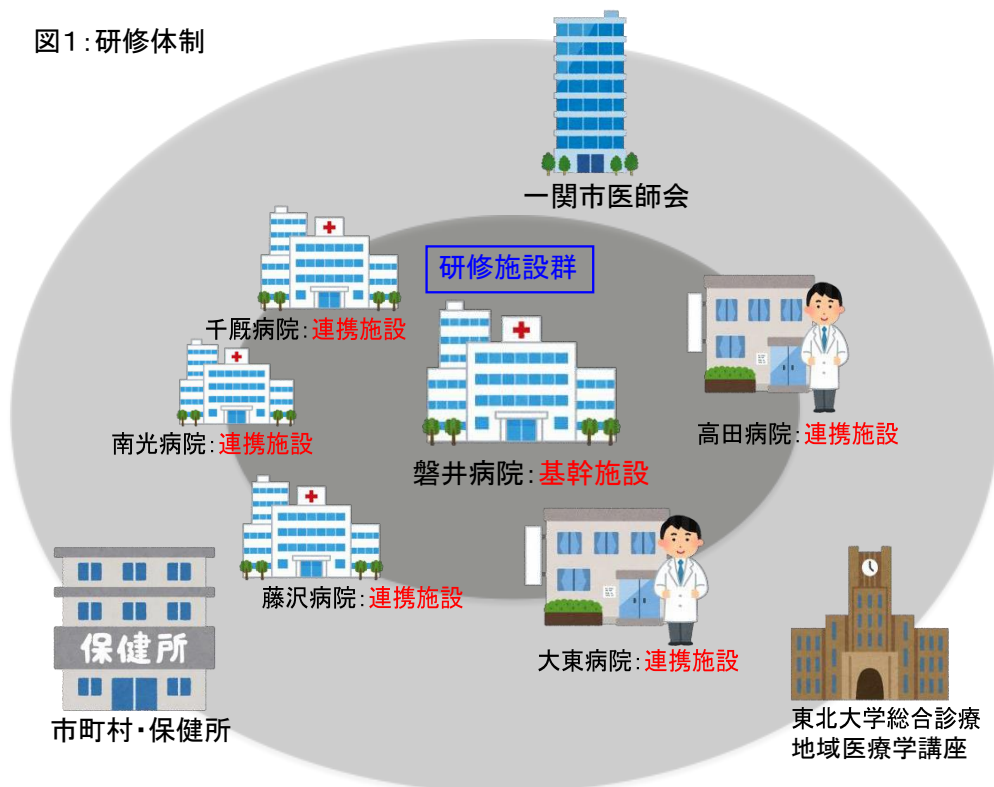 図1:研修体制
一関市医師会
研修施設群
千厩病院:連携施設
南光病院:連携施設
高田病院:連携施設
磐井病院:基幹施設
藤沢病院:連携施設
保健所
大東病院:連携施設
市町村・保健所
東北大学総合診療
地域医療学講座